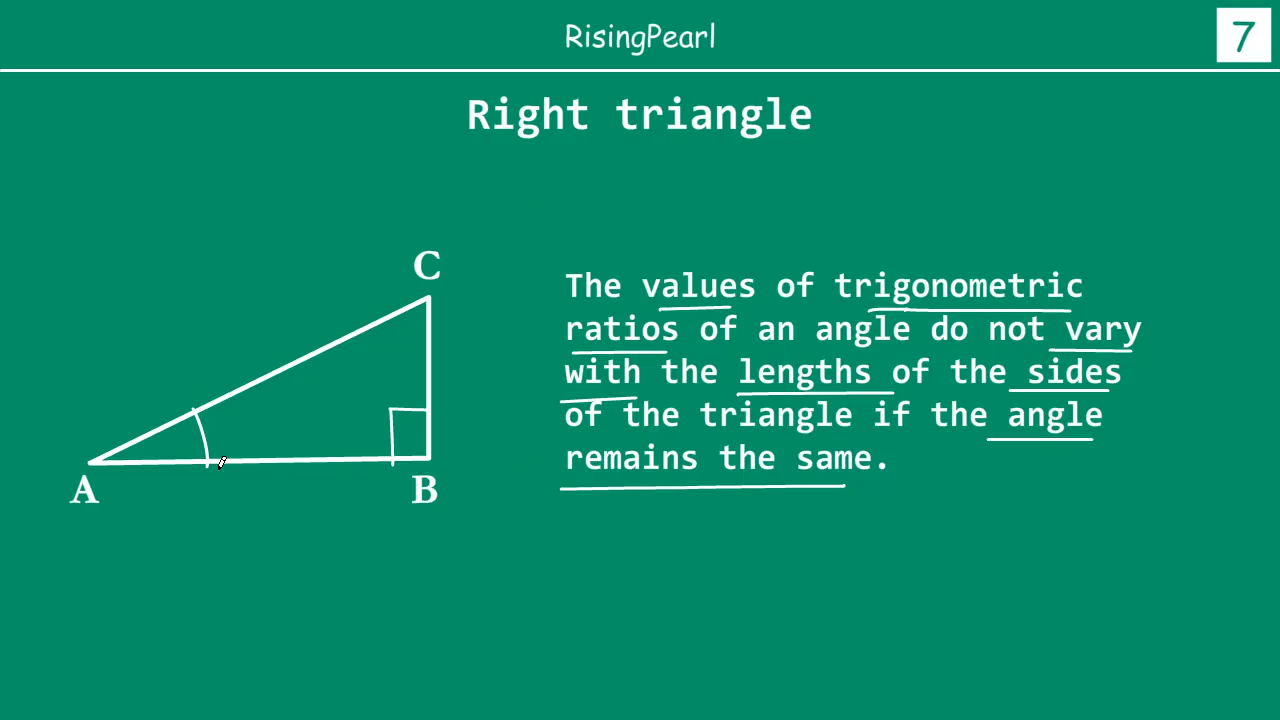 RisingPearl
7
Right triangle
C
The values of trigonometric
ratios of an angle do not vary
with the lengths of the sides
of the triangle if the angle
remains the same.
A
B